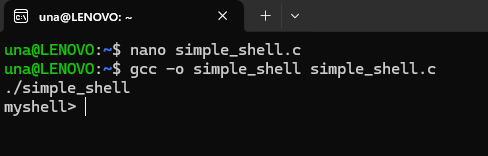 una@LENOVO: ~
una@LENOVO:~$ nano simple_shell.c
una@LENOVO:~$ gcc -o simple_shell simple_shell.c
./simple_shell
myshell>